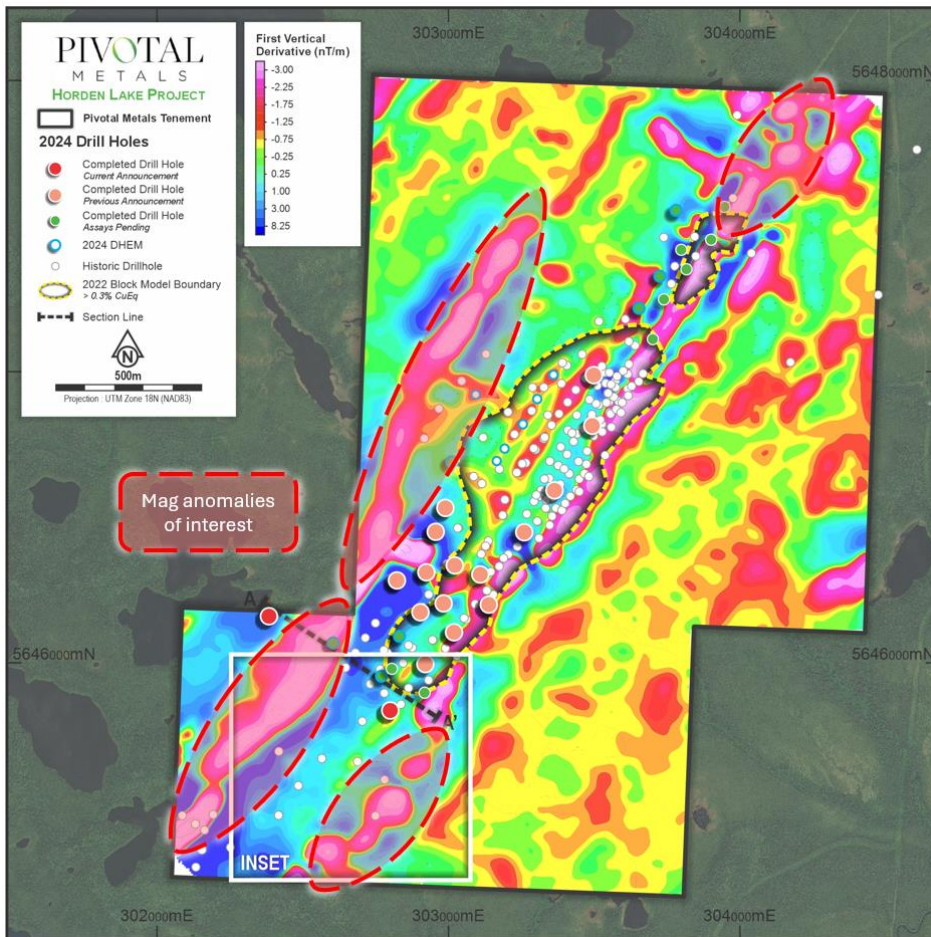 303000mE
304000mE
5648000mN
PIVOTAL
METALS
HORDEN LAKE PROJECT
Pivotal Metals Tenement
2024 Drill Holes
Completed Drill Hole
Current Announcement
Completed Drill Hole
Previous Announcement
Completed Drill Hole
Assays Pending
2024 DHEM
Historic Drillhole
2022 Block Model Boundary
> 0.3% CuEq
Section Line
N
500m
Projection : UTM Zone 18N (NAD83)
First Vertical
Derivative (nT/m)
-3.00
-2.25
-1.75
-1.25
-0.75
-0.25
0.25
1.00
3.00
8.25
Mag anomalies
of interest
A
5646000mN
5646000mN
A'
INSET
302000mE
303000mE
304000mE